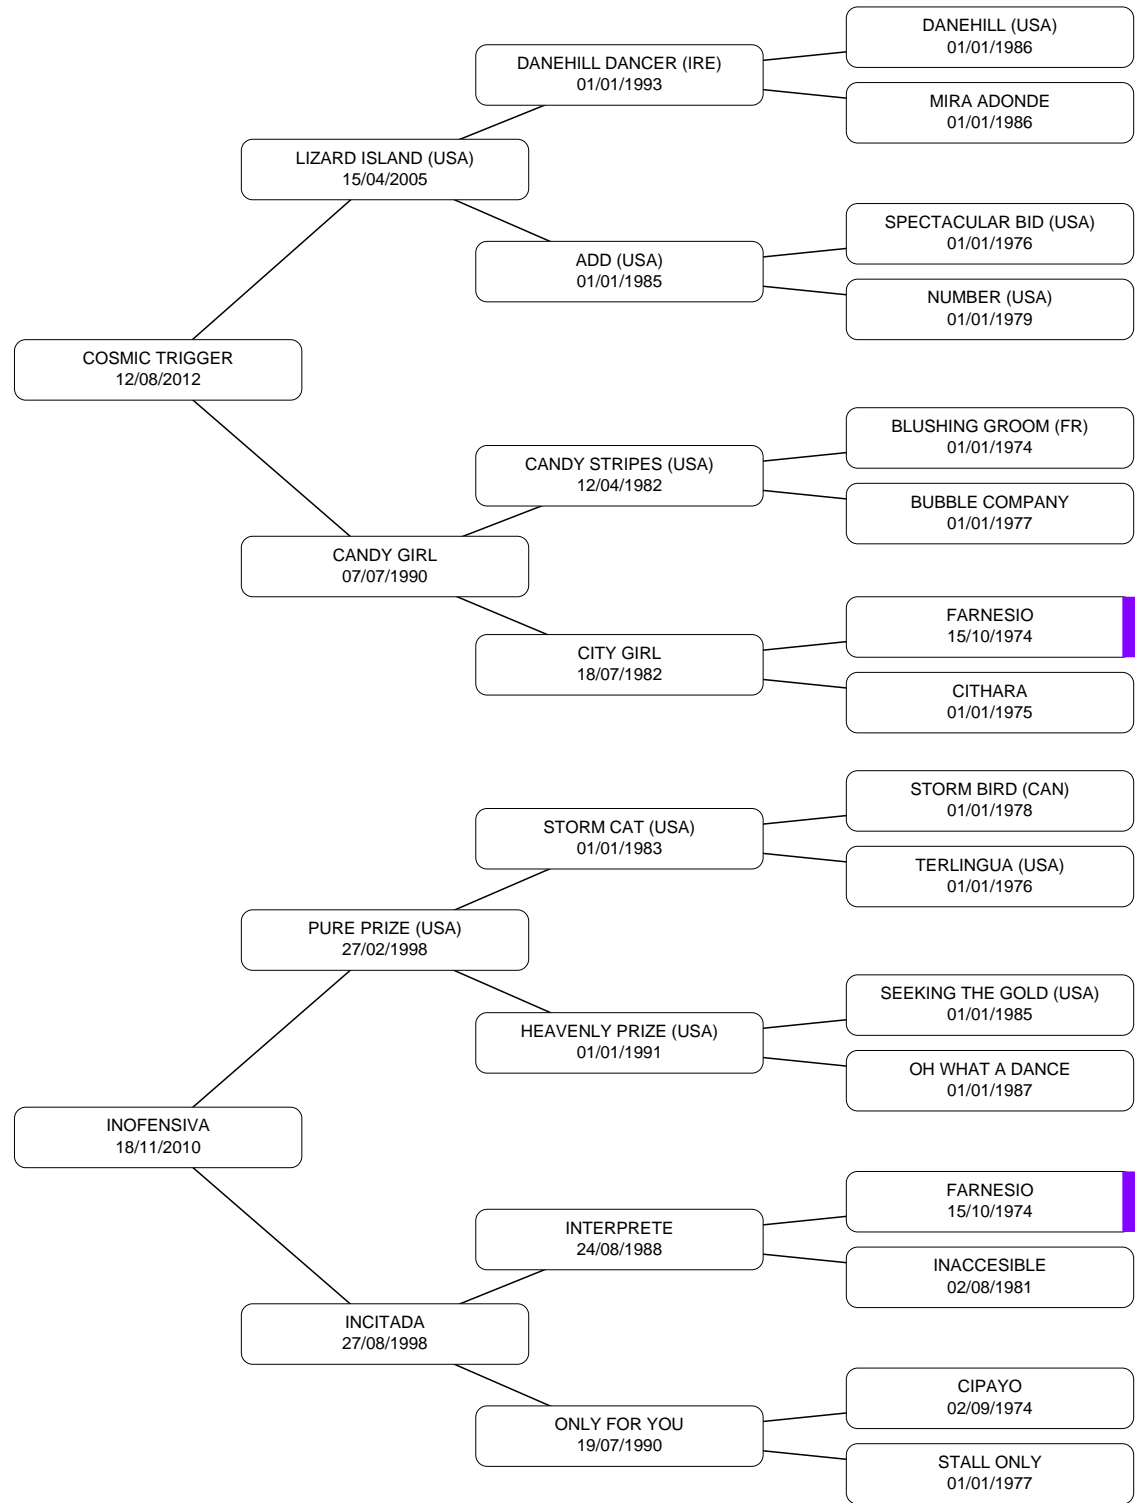 DANEHILL (USA)
01/01/1986
DANEHILL DANCER (IRE)
01/01/1993
MIRA ADONDE
01/01/1986
LIZARD ISLAND (USA)
15/04/2005
SPECTACULAR BID (USA)
01/01/1976
ADD (USA)
01/01/1985
NUMBER (USA)
01/01/1979
COSMIC TRIGGER
12/08/2012
BLUSHING GROOM (FR)
01/01/1974
CANDY STRIPES (USA)
12/04/1982
BUBBLE COMPANY
01/01/1977
CANDY GIRL
07/07/1990
FARNESIO
15/10/1974
CITY GIRL
18/07/1982
CITHARA
01/01/1975
STORM BIRD (CAN)
01/01/1978
STORM CAT (USA)
01/01/1983
TERLINGUA (USA)
01/01/1976
PURE PRIZE (USA)
27/02/1998
SEEKING THE GOLD (USA)
01/01/1985
HEAVENLY PRIZE (USA)
01/01/1991
OH WHAT A DANCE
01/01/1987
INOFENSIVA
18/11/2010
FARNESIO
15/10/1974
INTERPRETE
24/08/1988
INACCESIBLE
02/08/1981
INCITADA
27/08/1998
CIPAYO
02/09/1974
ONLY FOR YOU
19/07/1990
STALL ONLY
01/01/1977